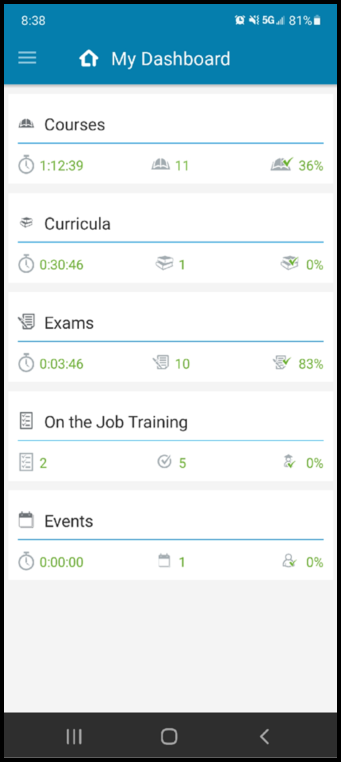 8:38 5G 81%
My Dashboard
Courses
1:12:39 11 36%
Curricula
0:30:46 1 0%
Exams
0:03:46 10 83%
On the Job Training
2 5 0%
Events
0:00:00 1 0%